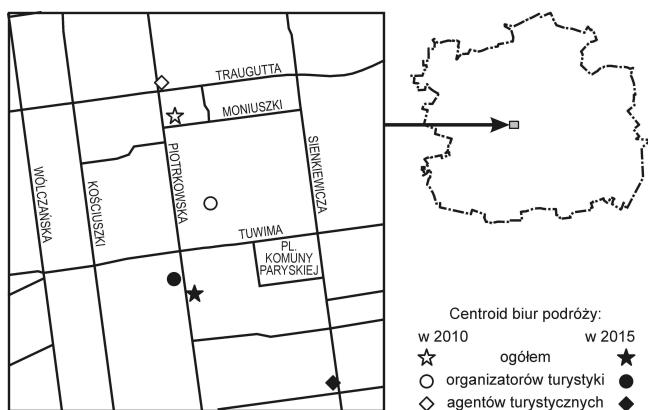 TRAUGUTTA
MONIUSZKI
WÓLCZAŃSKA
KOŚCIUSZKI
PIOTRKOWSKA
SIENKIEWICZA
TUWIMA
PL.
KOMUNY
PARYSKIEJ
Centroid biur podróży:
w 2010 w 2015
ogółem
organizatorów turystyki
agentów turystycznych